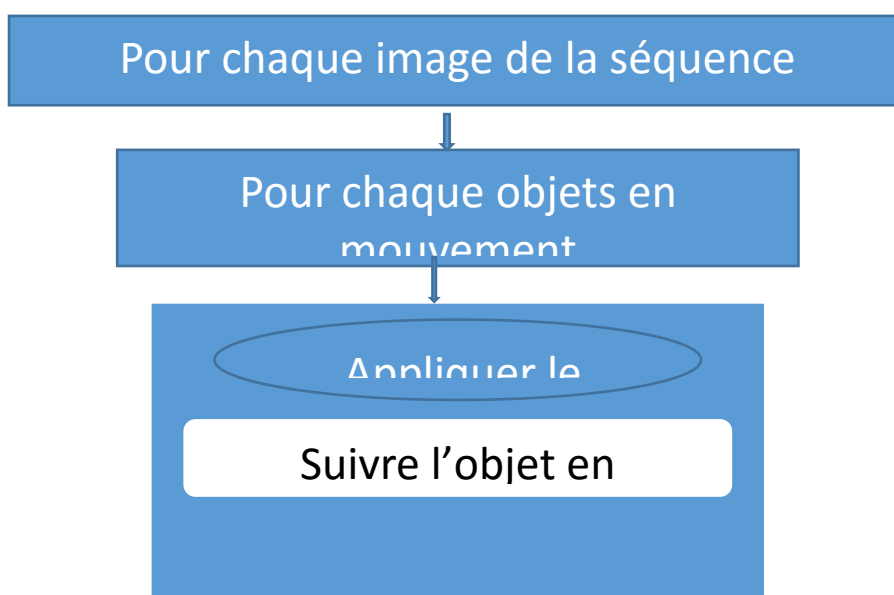 Pour chaque image de la séquence
Pour chaque objets en
mouvement
Appliquer le
Suivre l'objet en